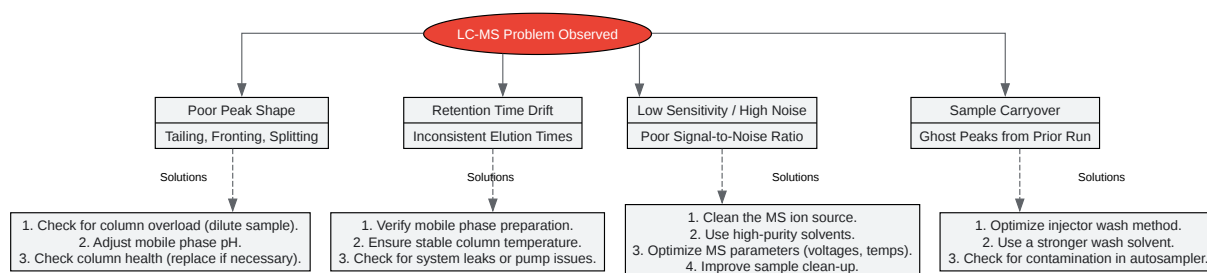 LC-MS Problem Observed
Poor Peak Shape
Tailing, Fronting, Splitting
Retention Time Drift
Inconsistent Elution Times
Low Sensitivity / High Noise
Poor Signal-to-Noise Ratio
Sample Carryover
Ghost Peaks from Prior Run
Solutions
Solutions
Solutions
Solutions
1. Check for column overload (dilute sample).
2. Adjust mobile phase pH.
3. Check column health (replace if necessary).
1. Verify mobile phase preparation.
2. Ensure stable column temperature.
3. Check for system leaks or pump issues.
1. Clean the MS ion source.
2. Use high-purity solvents.
3. Optimize MS parameters (voltages, temps).
4. Improve sample clean-up.
1. Optimize injector wash method.
2. Use a stronger wash solvent.
3. Check for contamination in autosampler.